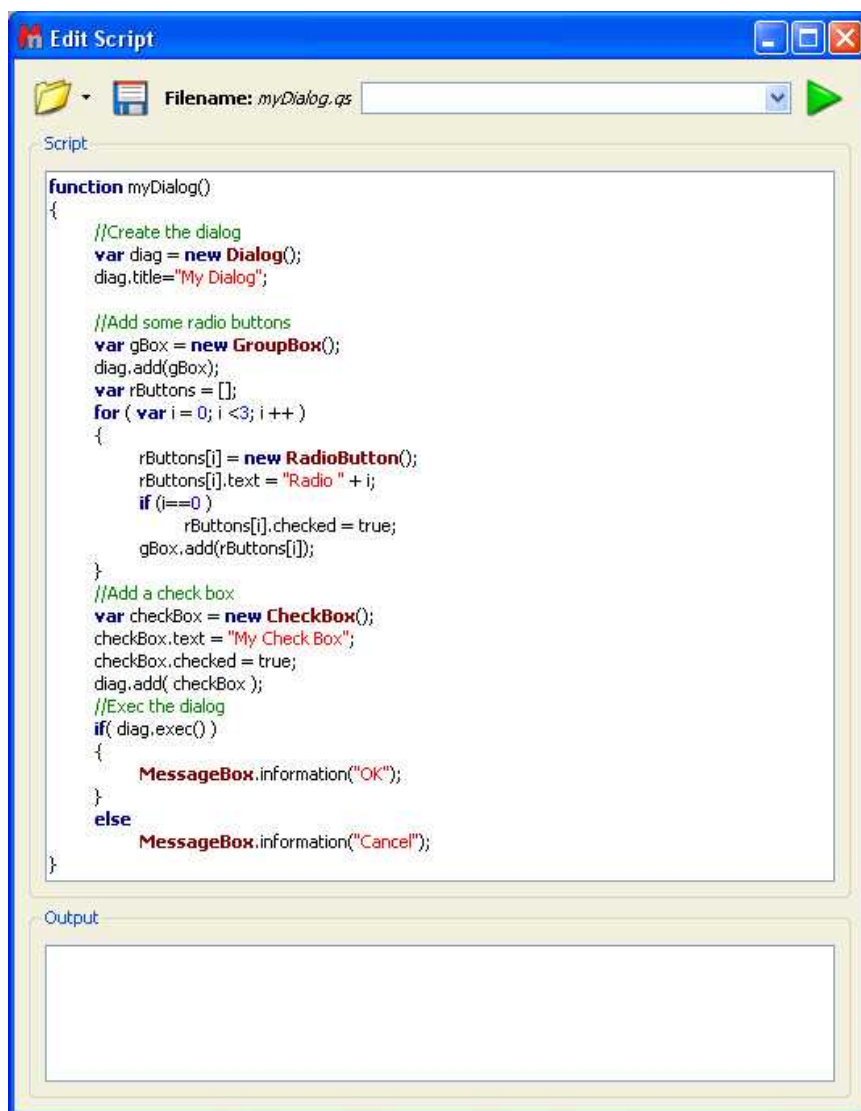 Edit Script
Filename: myDialog.qs
Script
function myDialog()
{
//Create the dialog
var diag = new Dialog();
diag.title="My Dialog";
//Add some radio buttons
var gBox = new GroupBox();
diag.add(gBox);
var rButtons = [];
for ( var i = 0; i <3; i ++ )
{
rButtons[i] = new RadioButton();
rButtons[i].text = "Radio " + i;
if (i==0 )
rButtons[i].checked = true;
gBox.add(rButtons[i]);
}
//Add a check box
var checkBox = new CheckBox();
checkBox.text = "My Check Box";
checkBox.checked = true;
diag.add( checkBox );
//Exec the dialog
if( diag.exec() )
{
MessageBox.information("OK");
}
else
MessageBox.information("Cancel");
}
Output